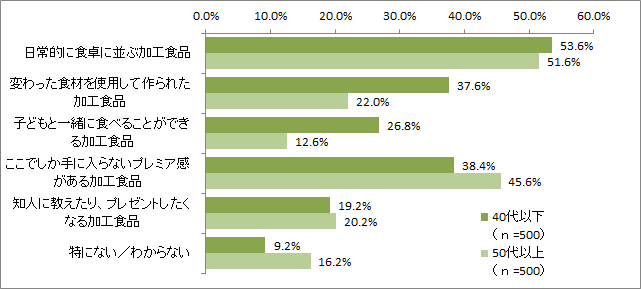 0.0% 10.0% 20.0% 30.0% 40.0% 50.0% 60.0%
日常的に食卓に並ぶ加工食品
53.6%
51.6%
変わった食材を使用して作られた
加工食品
37.6%
22.0%
子どもと一緒に食べることができ
る加工食品
26.8%
12.6%
ここでしか手に入らないプレミア感
がある加工食品
38.4%
45.6%
知人に教えたり、プレゼントしたく
なる加工食品
19.2%
20.2%
特にない／わからない
9.2%
16.2%
40代以下
（ｎ=500）
50代以上
（ｎ=500）